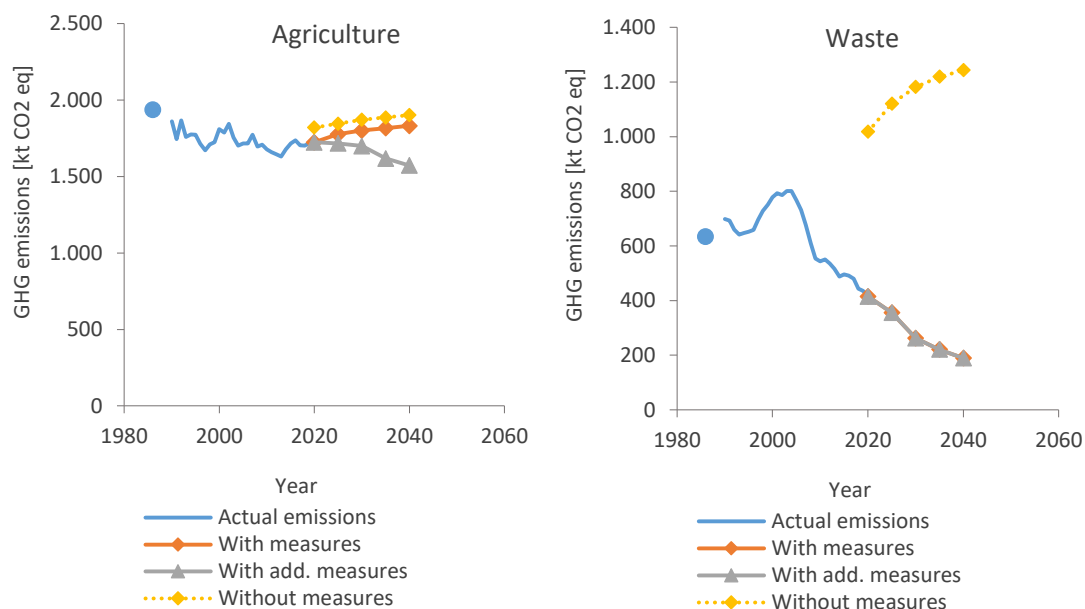 Agriculture
GHG emissions [kt CO2 eq]
2.500
2.000
1.500
1.000
500
0
1980 2000 2020 2040 2060
Year
Actual emissions
With measures
With add. measures
Without measures
Waste
GHG emissions [kt CO2 eq]
1.400
1.200
1.000
800
600
400
200
0
1980 2000 2020 2040 2060
Year
Actual emissions
With measures
With add. measures
Without measures